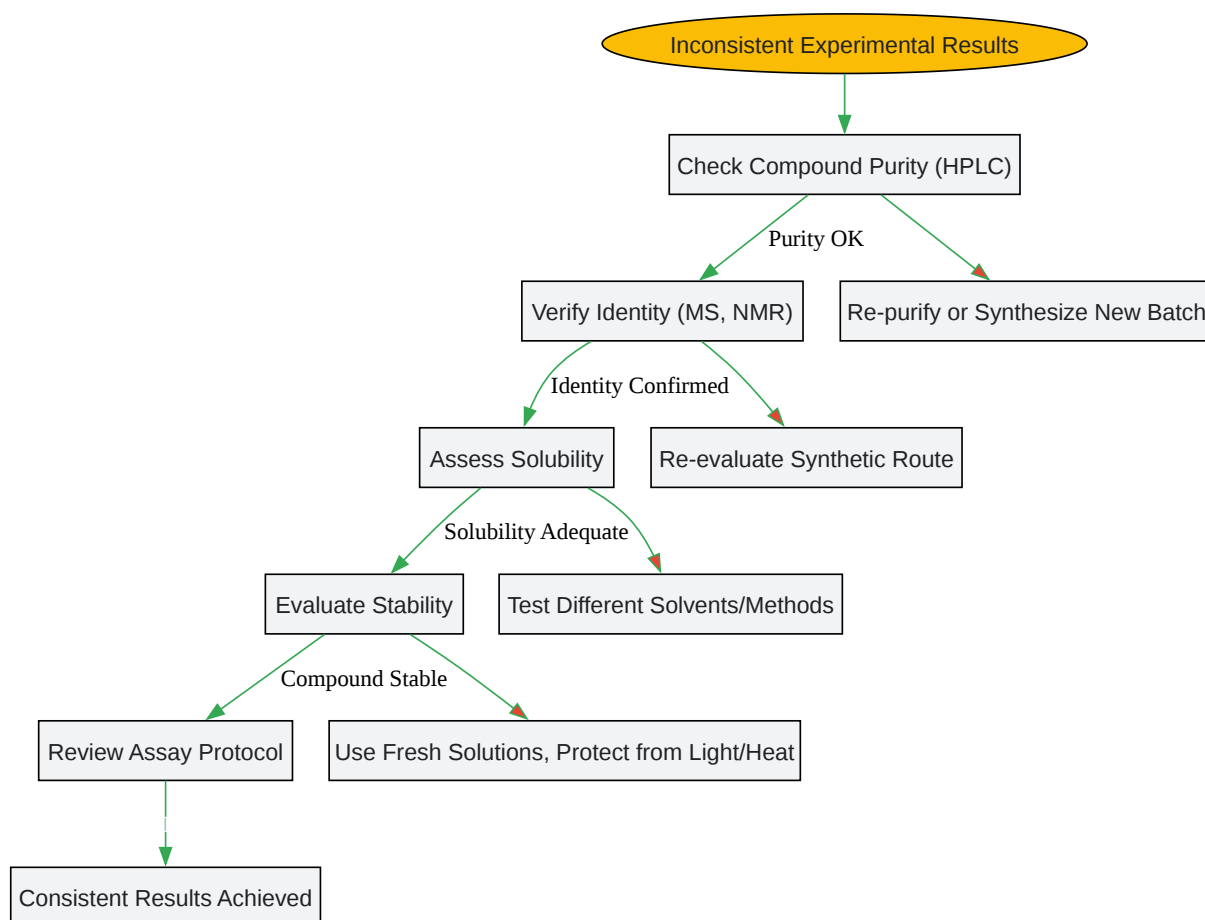 Inconsistent Experimental Results
Check Compound Purity (HPLC)
Purity OK
Verify Identity (MS, NMR)
Re-purify or Synthesize New Batch
Identity Confirmed
Assess Solubility
Re-evaluate Synthetic Route
Solubility Adequate
Evaluate Stability
Test Different Solvents/Methods
Compound Stable
Review Assay Protocol
Use Fresh Solutions, Protect from Light/Heat
Consistent Results Achieved